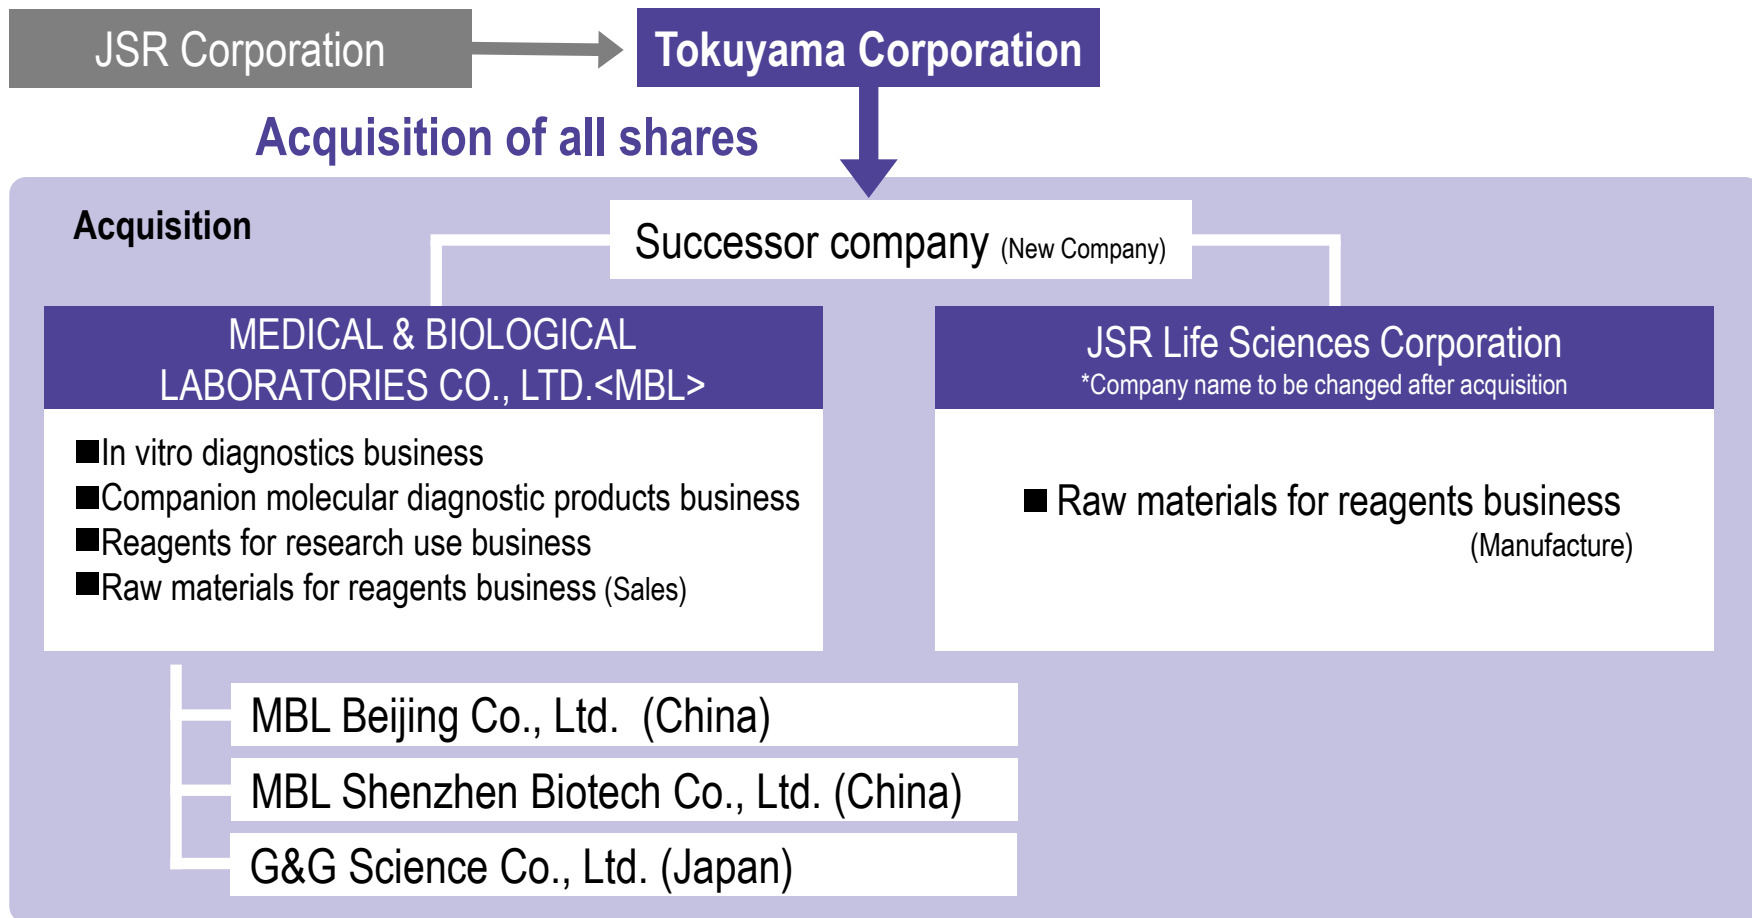 JSR Corporation
Tokuyama Corporation
Acquisition of all shares
Acquisition
Successor company (New Company)
MEDICAL & BIOLOGICAL
LABORATORIES CO., LTD.<MBL>
■In vitro diagnostics business
■Companion molecular diagnostic products business
■Reagents for research use business
■Raw materials for reagents business (Sales)
JSR Life Sciences Corporation
*Company name to be changed after acquisition
■ Raw materials for reagents business
(Manufacture)
MBL Beijing Co., Ltd. (China)
MBL Shenzhen Biotech Co., Ltd. (China)
G&G Science Co., Ltd. (Japan)